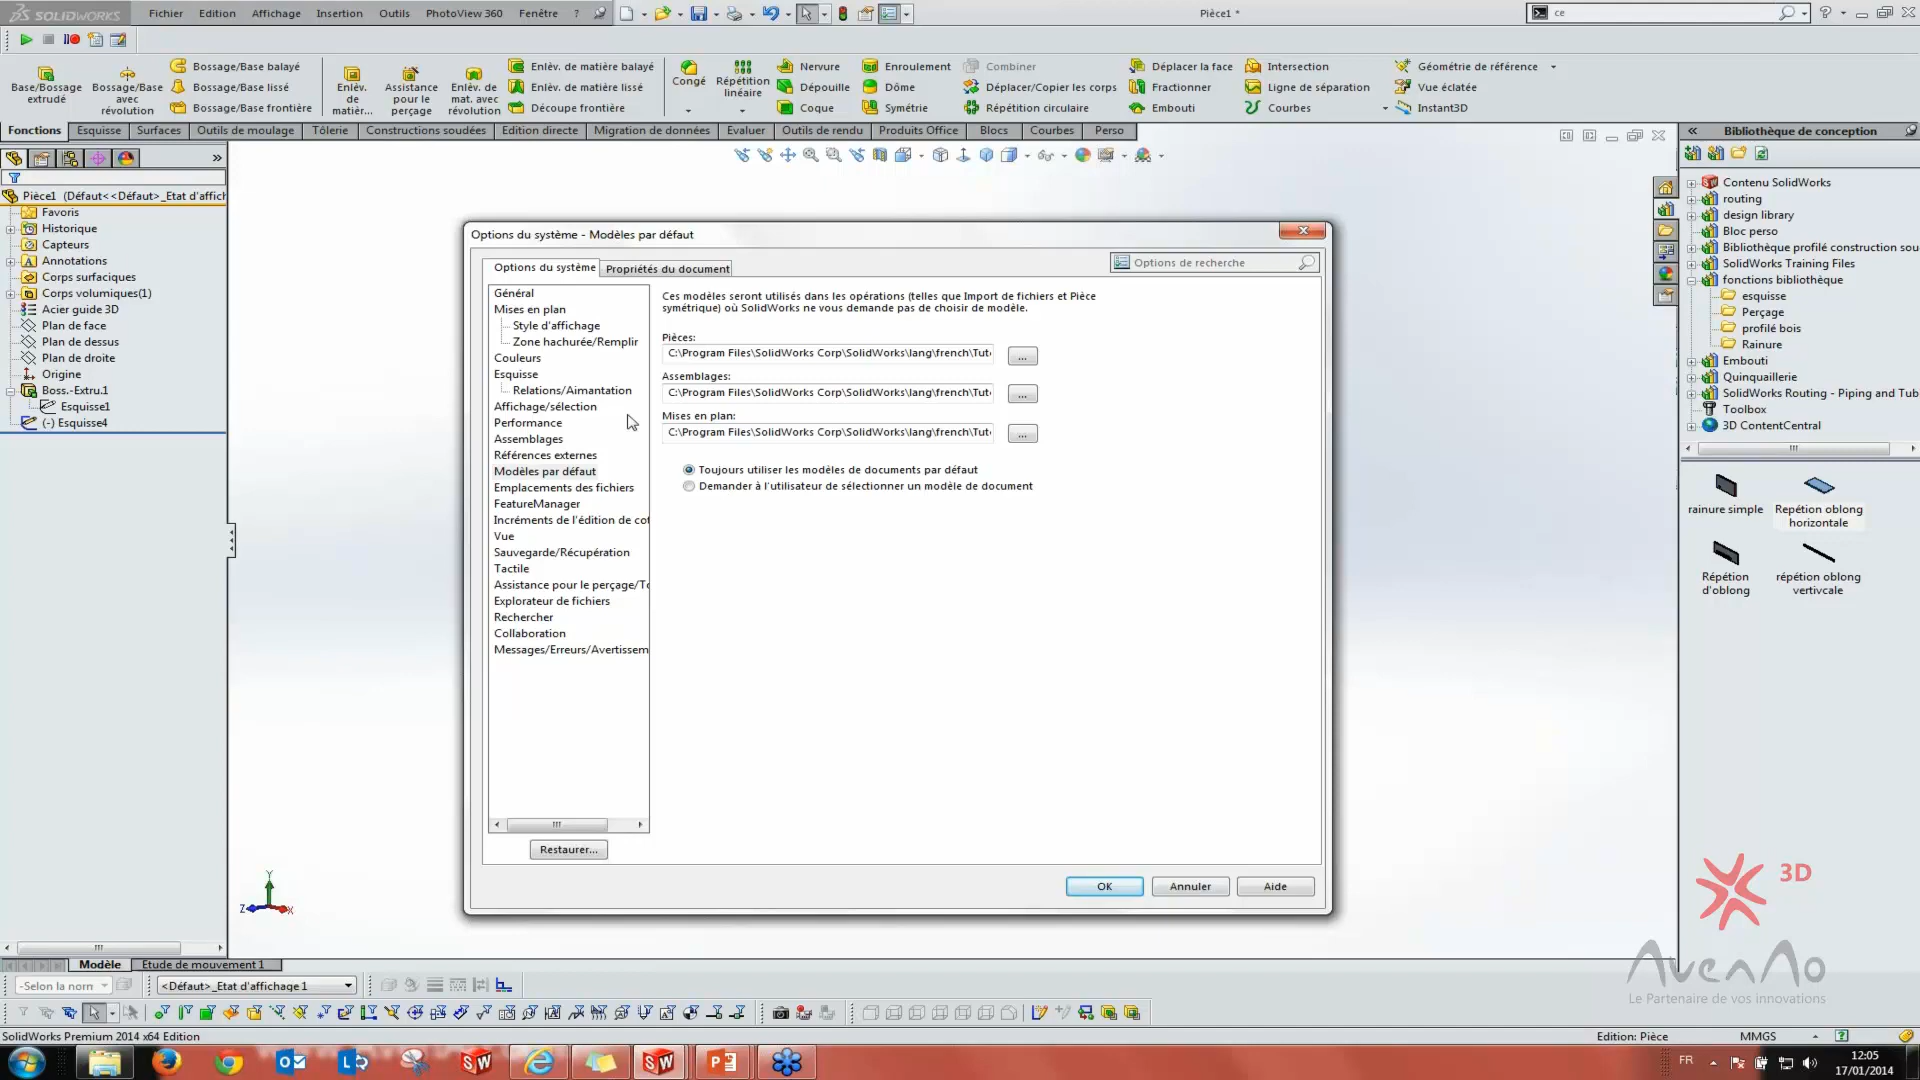 SOLIDWORKS
Fichier Edition Affichage Insertion Outils PhotoView 360 Fenêtre ?
Pièce1 *
ce
Base/Bossage extrudé
Bossage/Base avec révolution
Bossage/Base balayé
Bossage/Base lissé
Bossage/Base frontière
Enlèv. de matièr...
Assistance pour le perçage
Enlèv. de mat. avec révolution
Enlèv. de matière balayé
Enlèv. de matière lissé
Découpe frontière
Congé
Répétition linéaire
Nervure
Dépouille
Coque
Enroulement
Dôme
Symétrie
Combiner
Déplacer/Copier les corps
Répétition circulaire
Déplacer la face
Fractionner
Embouti
Intersection
Ligne de séparation
Courbes
Géométrie de référence
Vue éclatée
Instant3D
Fonctions Esquisse Surfaces Outils de moulage Tôlerie Constructions soudées Edition directe Migration de données Evaluer Outils de rendu Produits Office Blocs Courbes Perso
Pièce1 (Défaut<<Défaut>_Etat d'affich
Favoris
Historique
Capteurs
Annotations
Corps surfaciques
Corps volumiques(1)
Acier guide 3D
Plan de face
Plan de dessus
Plan de droite
Origine
Boss.-Extru.1
Esquisse1
(-) Esquisse4
Options du système - Modèles par défaut
Options du système Propriétés du document
Options de recherche
Général
Mises en plan
Style d'affichage
Zone hachurée/Remplir
Couleurs
Esquisse
Relations/Aimantation
Affichage/sélection
Performance
Assemblages
Références externes
Modèles par défaut
Emplacements des fichiers
FeatureManager
Incréments de l'édition de cot
Vue
Sauvegarde/Récupération
Tactile
Assistance pour le perçage/To
Explorateur de fichiers
Rechercher
Collaboration
Messages/Erreurs/Avertissem
Restaurer...
Ces modèles seront utilisés dans les opérations (telles que Import de fichiers et Pièce
symétrique) où SolidWorks ne vous demande pas de choisir de modèle.
Pièces:
C:\Program Files\SolidWorks Corp\SolidWorks\lang\french\Tut
...
Assemblages:
C:\Program Files\SolidWorks Corp\SolidWorks\lang\french\Tut
...
Mises en plan:
C:\Program Files\SolidWorks Corp\SolidWorks\lang\french\Tut
...
Toujours utiliser les modèles de documents par défaut
Demander à l'utilisateur de sélectionner un modèle de document
OK Annuler Aide
Bibliothèque de conception
Contenu SolidWorks
routing
design library
Bloc perso
Bibliothèque profilé construction sou
SolidWorks Training Files
fonctions bibliothèque
esquisse
Perçage
profilé bois
Rainure
Embouti
Quinquaillerie
SolidWorks Routing - Piping and Tub
Toolbox
3D ContentCentral
rainure simple
Repétion oblong horizontale
Répétion d'oblong
répétion oblong vertivcale
3D
AvenAo
Le Partenaire de vos innovations
Y
Z
X
Modèle Etude de mouvement 1
-Selon la norn
<Défaut>_Etat d'affichage 1
SolidWorks Premium 2014 x64 Edition
Edition: Pièce
MMGS
FR
12:05
17/01/2014